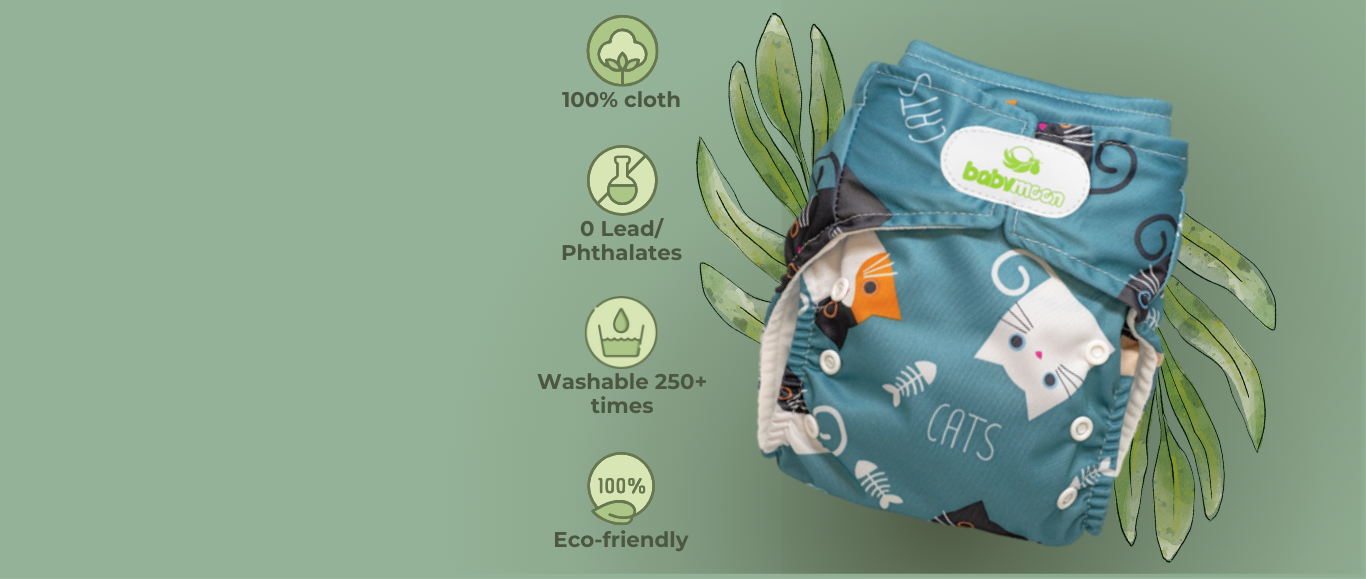 100% cloth
0 Lead/
Phthalates
Washable 250+
times
100%
Eco-friendly
CATS
babymoon
CATS